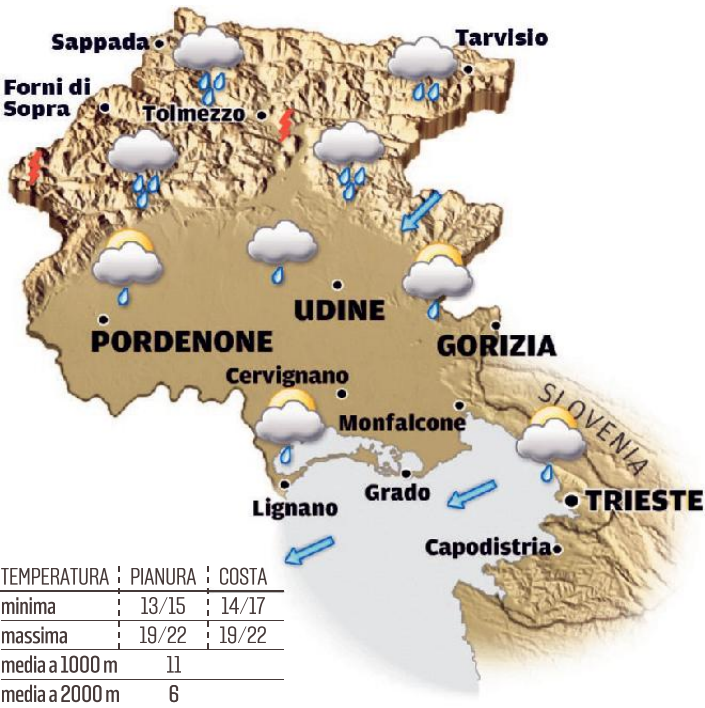 Sappada
Tarvisio
Forni di
Sopra
Tolmezzo
UDINE
PORDENONE
GORIZIA
Cervignano
SLOVENIA
Monfalcone
Grado
Lignano
TRIESTE
Capodistria
TEMPERATURA PIANURA COSTA
minima 13/15 14/17
massima 19/22 19/22
media a 1000 m 11
media a 2000 m 6